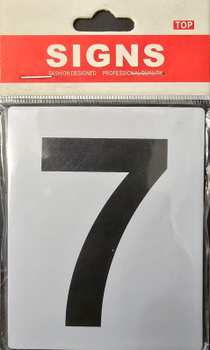 TOP
SIGNS
FASHION DESIGNED PROFESSIONAL QUALITY
7